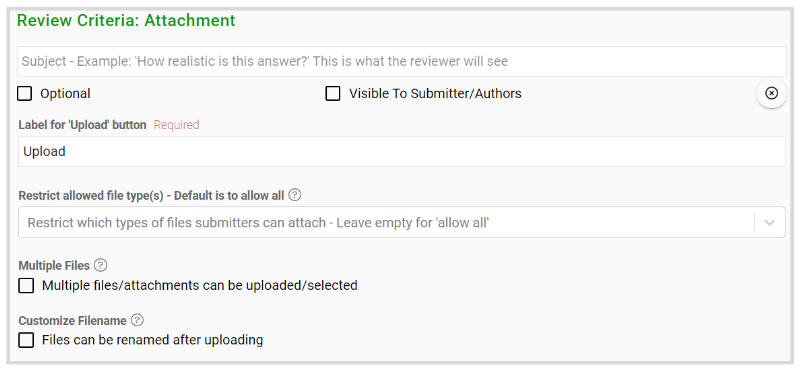 Review Criteria: Attachment
Subject - Example: 'How realistic is this answer?' This is what the reviewer will see
Optional
Visible To Submitter/Authors
Label for 'Upload' button Required
Upload
Restrict allowed file type(s) - Default is to allow all ?
Restrict which types of files submitters can attach - Leave empty for 'allow all'
Multiple Files ?
Multiple files/attachments can be uploaded/selected
Customize Filename ?
Files can be renamed after uploading